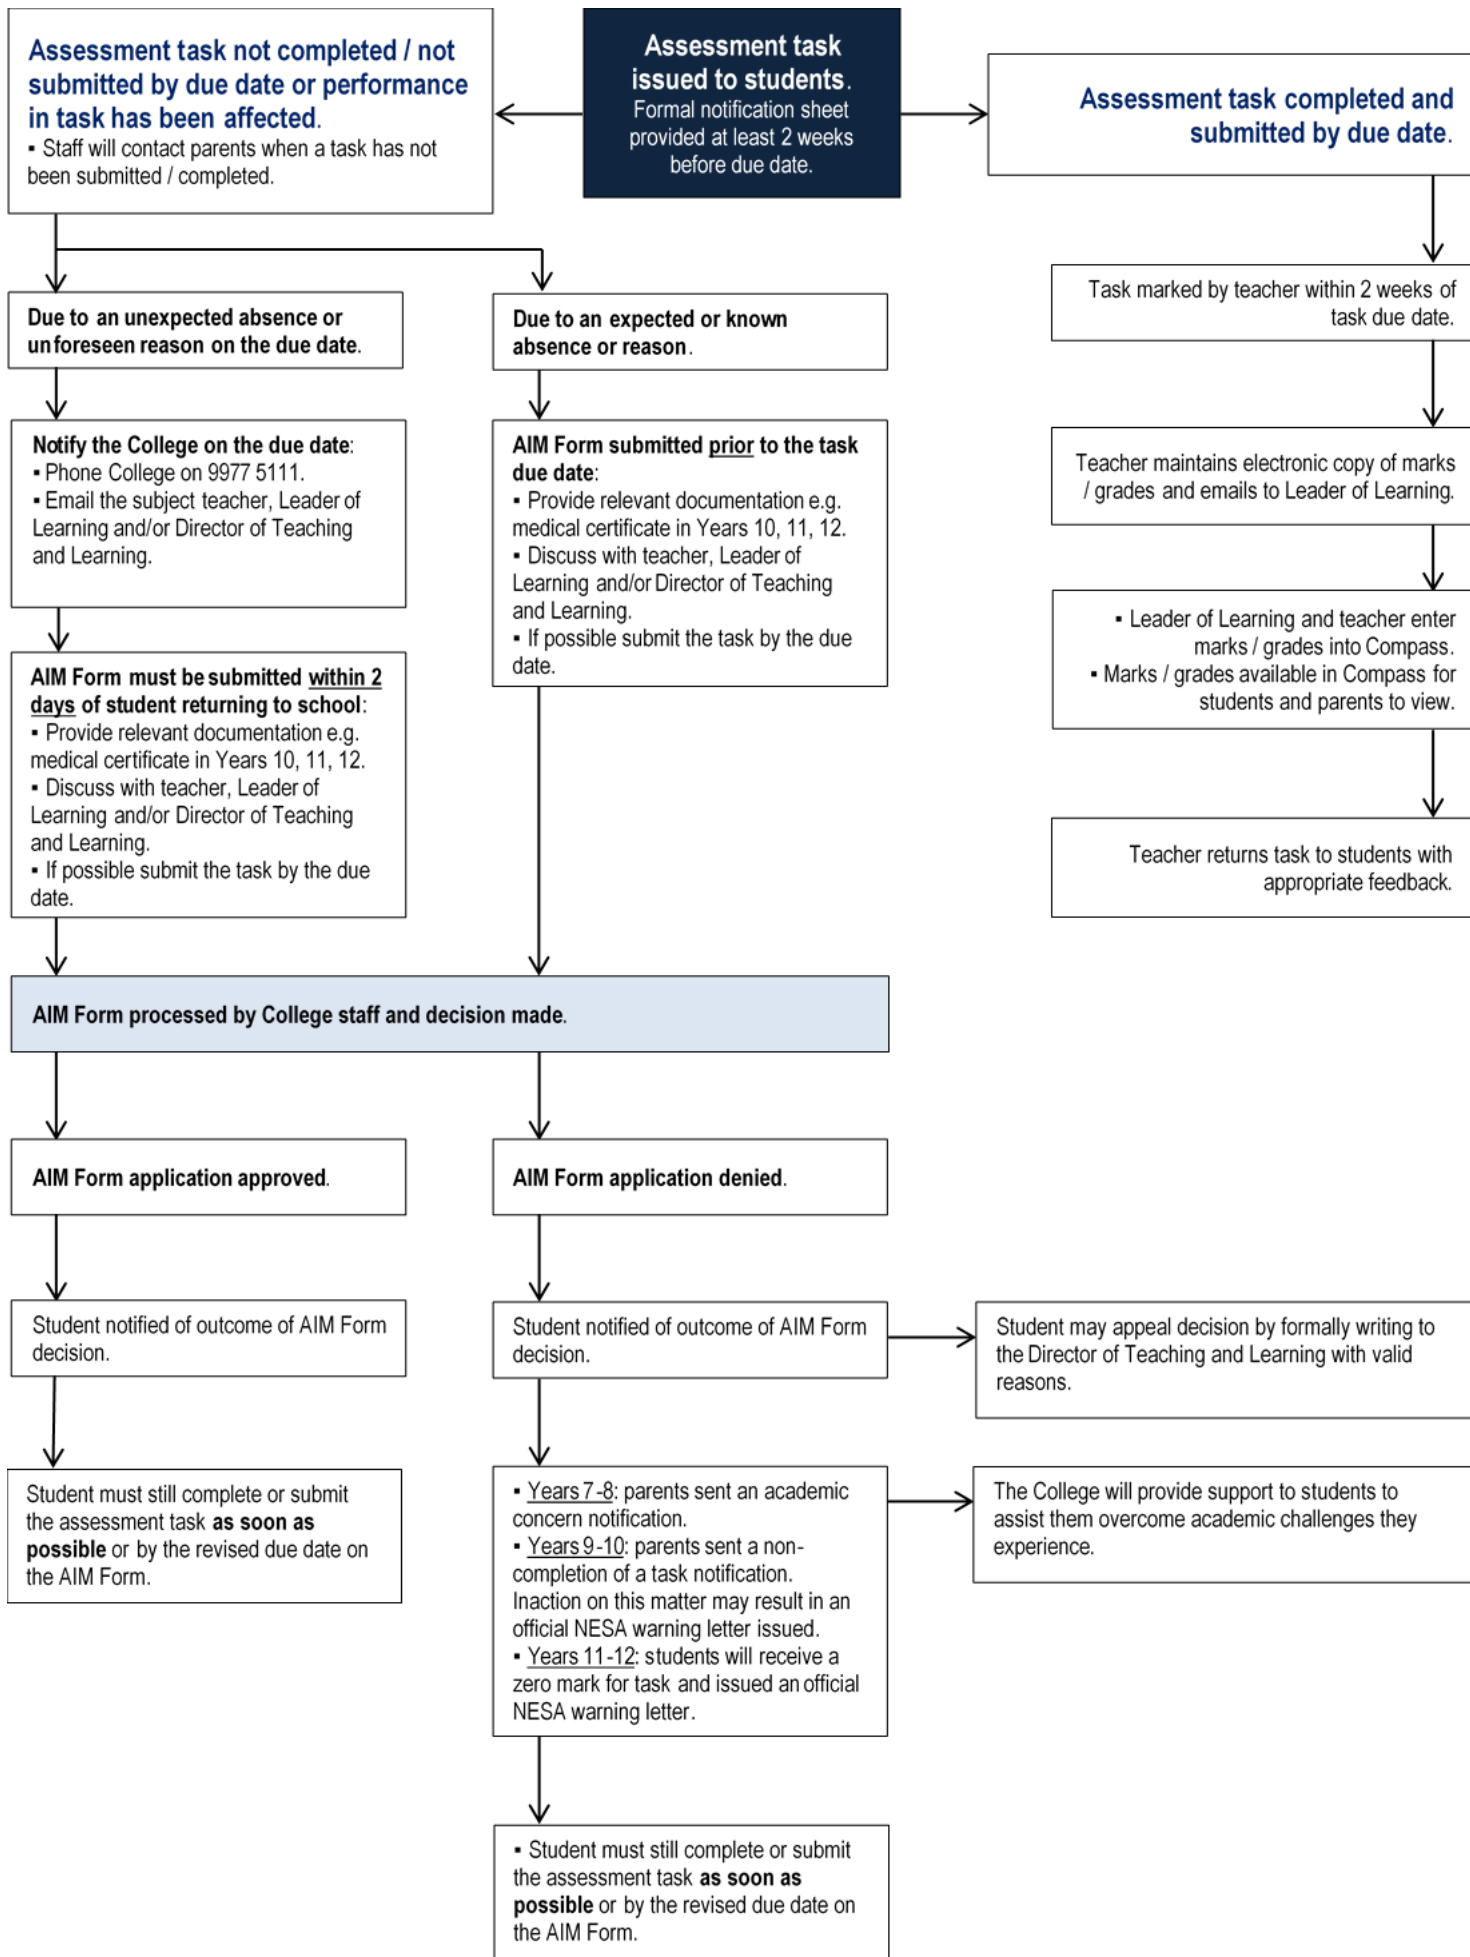 Assessment task not completed / not
submitted by due date or performance
in task has been affected.
▪ Staff will contact parents when a task has not
been submitted / completed.
Assessment task
issued to students.
Formal notification sheet
provided at least 2 weeks
before due date.
Assessment task completed and
submitted by due date.
Due to an unexpected absence or
unforeseen reason on the due date.
Due to an expected or known
absence or reason.
Task marked by teacher within 2 weeks of
task due date.
Notify the College on the due date:
▪ Phone College on 9977 5111.
▪ Email the subject teacher, Leader of
Learning and/or Director of Teaching
and Learning.
AIM Form submitted prior to the task
due date:
▪ Provide relevant documentation e.g.
medical certificate in Years 10, 11, 12.
▪ Discuss with teacher, Leader of
Learning and/or Director of Teaching
and Learning.
▪ If possible submit the task by the due
date.
Teacher maintains electronic copy of marks
/ grades and emails to Leader of Learning.
▪ Leader of Learning and teacher enter
marks / grades into Compass.
▪ Marks / grades available in Compass for
students and parents to view.
AIM Form must be submitted within 2
days of student returning to school:
▪ Provide relevant documentation e.g.
medical certificate in Years 10, 11, 12.
▪ Discuss with teacher, Leader of
Learning and/or Director of Teaching
and Learning.
▪ If possible submit the task by the due
date.
Teacher returns task to students with
appropriate feedback.
AIM Form processed by College staff and decision made.
AIM Form application approved.
AIM Form application denied.
Student notified of outcome of AIM Form
decision.
Student notified of outcome of AIM Form
decision.
Student may appeal decision by formally writing to
the Director of Teaching and Learning with valid
reasons.
Student must still complete or submit
the assessment task as soon as
possible or by the revised due date on
the AIM Form.
▪ Years 7-8: parents sent an academic
concern notification.
▪ Years 9-10: parents sent a non-
completion of a task notification.
Inaction on this matter may result in an
official NESA warning letter issued.
▪ Years 11-12: students will receive a
zero mark for task and issued an official
NESA warning letter.
The College will provide support to students to
assist them overcome academic challenges they
experience.
▪ Student must still complete or submit
the assessment task as soon as
possible or by the revised due date on
the AIM Form.